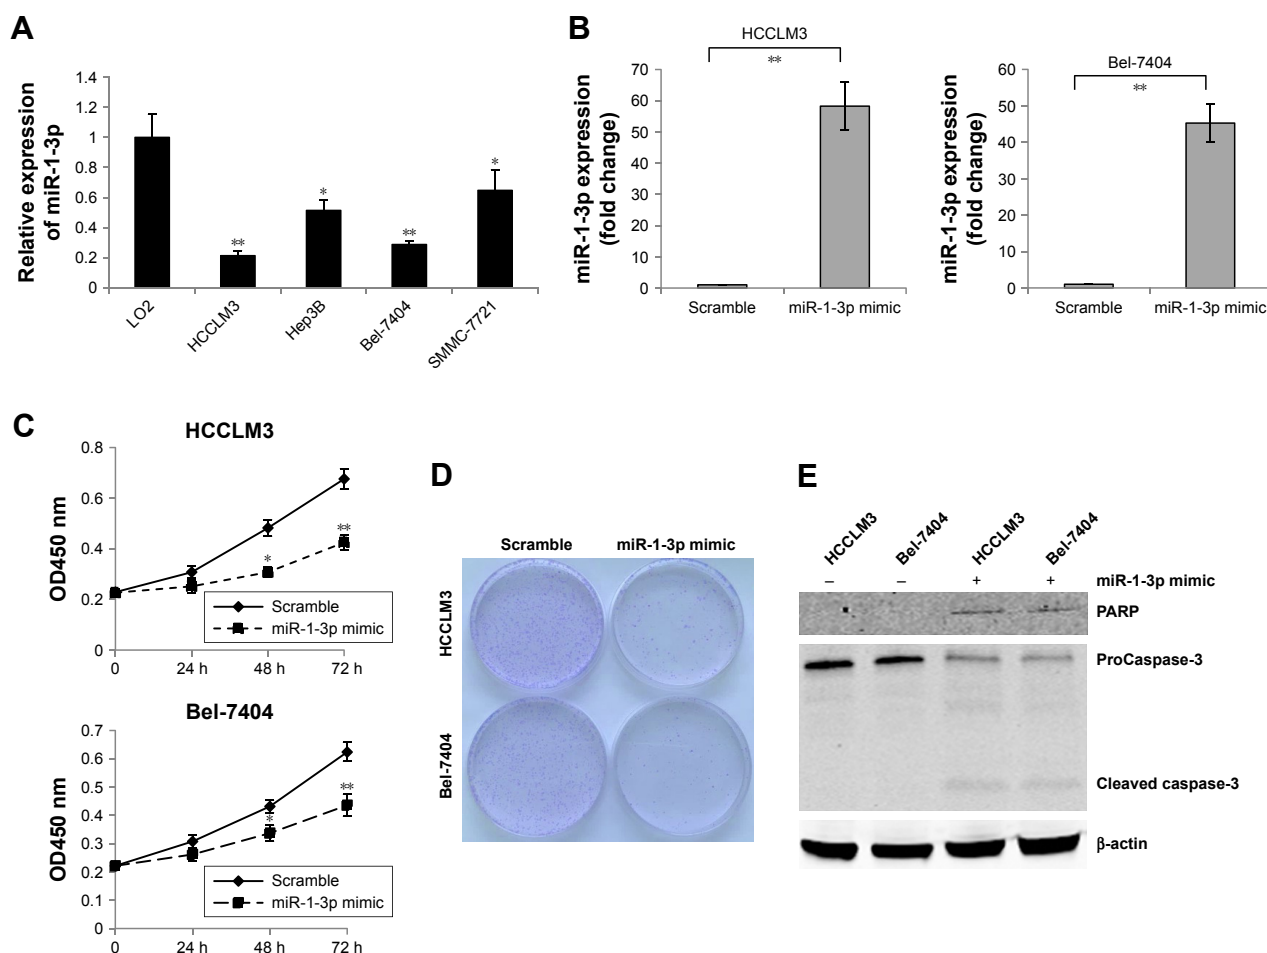 A
Relative expression
of miR-1-3p
1.4
1.2
1
0.8
0.6
0.4
0.2
0
**
*
**
*
LO2
HCCLM3
Hep3B
Bel-7404
SMMC-7721
B
HCCLM3
**
miR-1-3p expression
(fold change)
70
60
50
40
30
20
10
0
Scramble
miR-1-3p mimic
Bel-7404
**
miR-1-3p expression
(fold change)
60
50
40
30
20
10
0
Scramble
miR-1-3p mimic
C
HCCLM3
OD450 nm
0.8
0.6
0.4
0.2
0
*
**
Scramble
miR-1-3p mimic
0
24 h
48 h
72 h
Bel-7404
OD450 nm
0.7
0.6
0.5
0.4
0.3
0.2
0.1
0
*
**
Scramble
miR-1-3p mimic
0
24 h
48 h
72 h
D
Scramble
miR-1-3p mimic
HCCLM3
Bel-7404
E
HCCLM3
Bel-7404
HCCLM3
Bel-7404
– – + + miR-1-3p mimic
PARP
ProCaspase-3
Cleaved caspase-3
β-actin